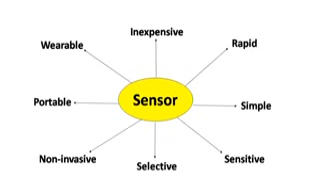 Inexpensive
Wearable
Rapid
Portable
Sensor
Simple
Non-invasive
Selective
Sensitive